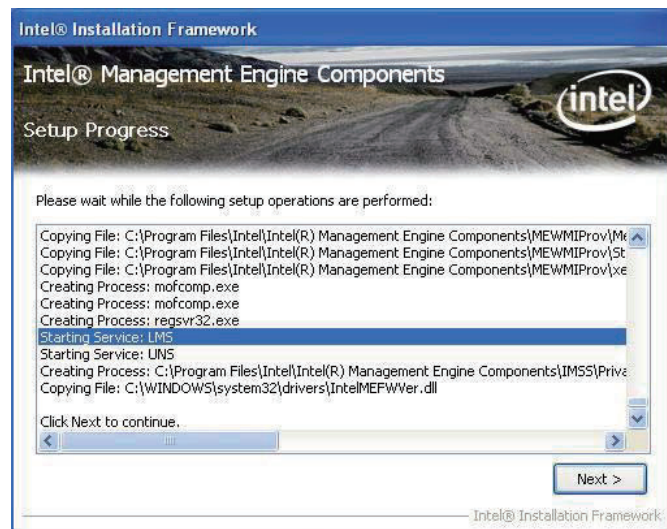 Intel® Installation Framework
Intel® Management Engine Components
intel
Setup Progress
Please wait while the following setup operations are performed:
Copying File: C:\Program Files\Intel\Intel(R) Management Engine Components\MEWMIProv\Me
Copying File: C:\Program Files\Intel\Intel(R) Management Engine Components\MEWMIProv\St
Copying File: C:\Program Files\Intel\Intel(R) Management Engine Components\MEWMIProv\xe
Creating Process: mofcomp.exe
Creating Process: mofcomp.exe
Creating Process: regsvr32.exe
Starting Service: LMS
Starting Service: UNS
Creating Process: C:\Program Files\Intel\Intel(R) Management Engine Components\IMSS\Priva
Copying File: C:\WINDOWS\system32\drivers\IntelMEFWVer.dll
Click Next to continue.
Next >
Intel® Installation Framework